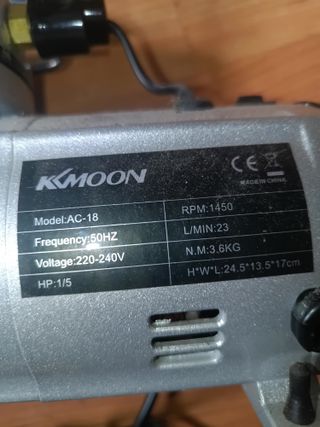 KKMOON
CE
MADE IN CHINA
Model:AC-18
RPM:1450
Frequency:50HZ
L/MIN:23
Voltage:220-240V
N.M:3.6KG
HP:1/5
H*W*L:24.5*13.5*17cm